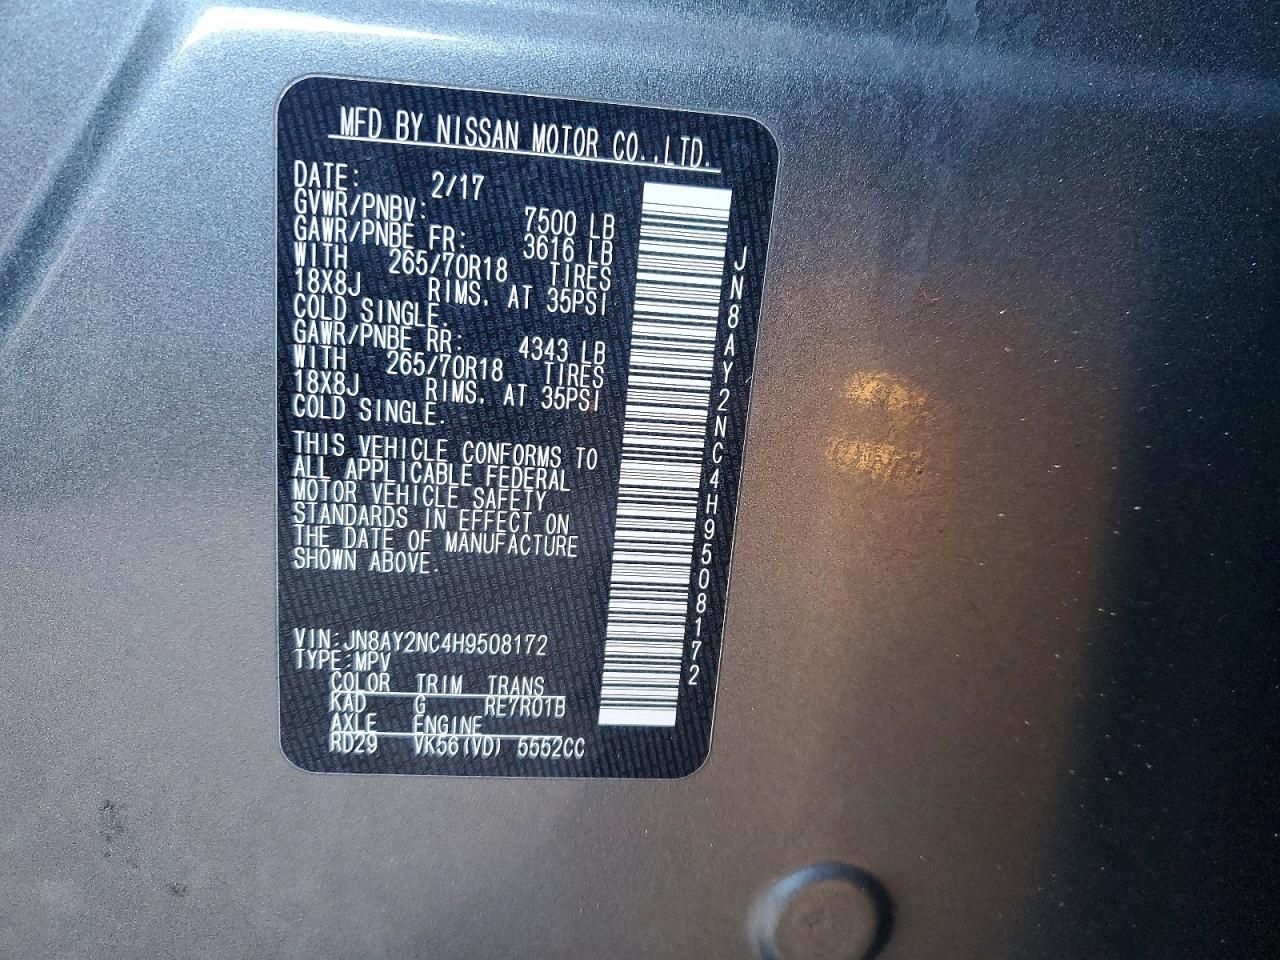 MFD BY NISSAN MOTOR CO.,LTD.
DATE: 2/17
GVWR/PNBV: 7500 LB
GAWR/PNBE FR: 3616 LB
WITH 265/70R18 TIRES
18X8J RIMS. AT 35PSI
COLD SINGLE.
GAWR/PNBE RR: 4343 LB
WITH 265/70R18 TIRES
18X8J RIMS. AT 35PSI
COLD SINGLE.
THIS VEHICLE CONFORMS TO
ALL APPLICABLE FEDERAL
MOTOR VEHICLE SAFETY
STANDARDS IN EFFECT ON
THE DATE OF MANUFACTURE
SHOWN ABOVE.
VIN:JN8AY2NC4H9508172
TYPE:MPV
COLOR TRIM TRANS
KAD G RE7R01B
AXLE ENGINE
RD29 VK56(VD) 5552CC
JN8AY2NC4H9508172